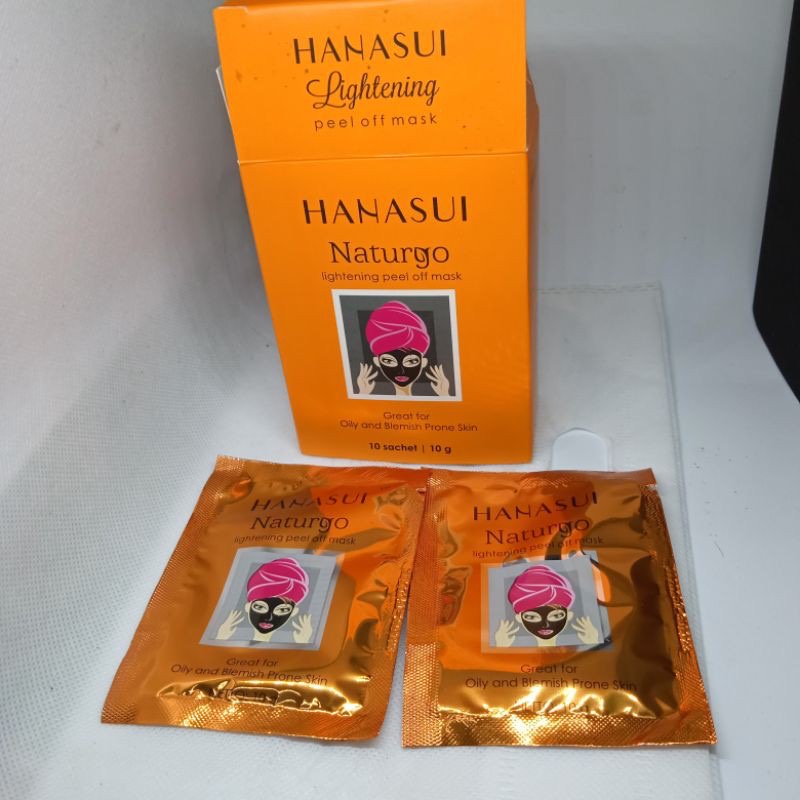 HANASUI
Lightening
peel off mask
HANASUI
Naturgo
lightening peel off mask
Great for
Oily and Blemish Prone Skin
10 sachet | 10 g
HANASUI
Naturgo
lightening peel off mask
Great for
Oily and Blemish Prone Skin
HANASUI
Naturgo
lightening peel off mask
Great for
Oily and Blemish Prone Skin